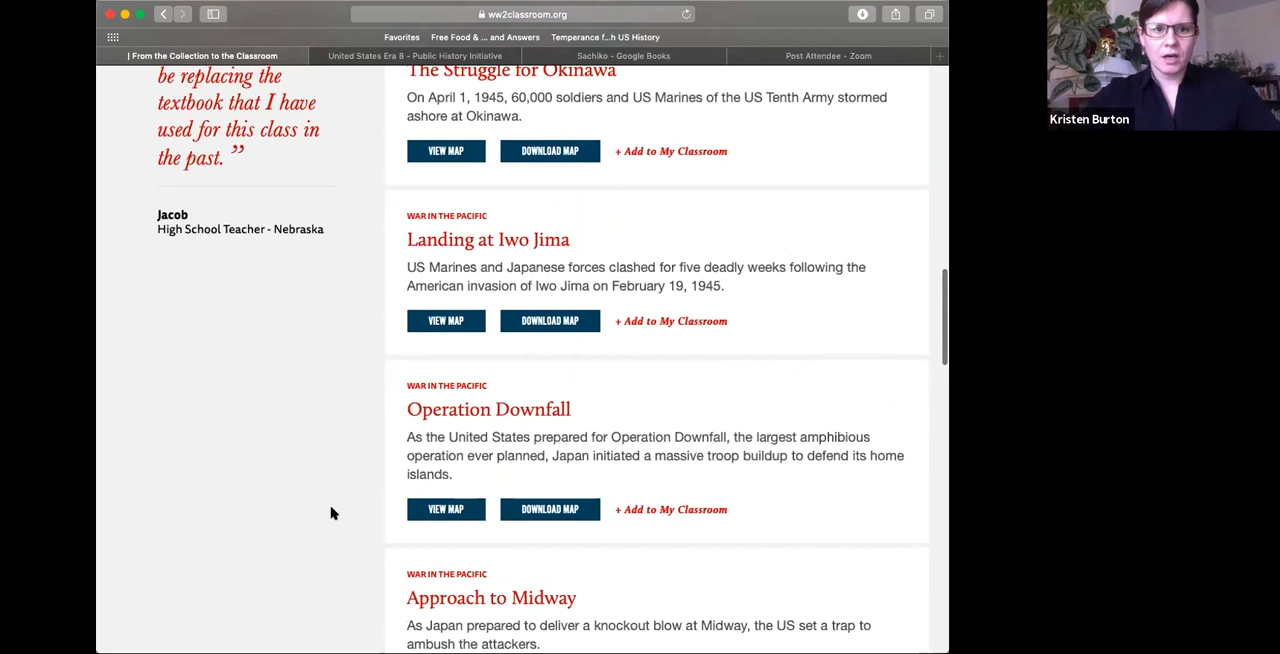 ww2classroom.org
Favorites Free Food & ... and Answers Temperance f...h US History
| From the Collection to the Classroom United States Era 8 - Public History Initiative Sachiko - Google Books Post Attendee - Zoom
be replacing the
textbook that I have
used for this class in
the past. ”
Jacob
High School Teacher - Nebraska
The Struggle for Okinawa
On April 1, 1945, 60,000 soldiers and US Marines of the US Tenth Army stormed
ashore at Okinawa.
VIEW MAP DOWNLOAD MAP + Add to My Classroom
WAR IN THE PACIFIC
Landing at Iwo Jima
US Marines and Japanese forces clashed for five deadly weeks following the
American invasion of Iwo Jima on February 19, 1945.
VIEW MAP DOWNLOAD MAP + Add to My Classroom
WAR IN THE PACIFIC
Operation Downfall
As the United States prepared for Operation Downfall, the largest amphibious
operation ever planned, Japan initiated a massive troop buildup to defend its home
islands.
VIEW MAP DOWNLOAD MAP + Add to My Classroom
WAR IN THE PACIFIC
Approach to Midway
As Japan prepared to deliver a knockout blow at Midway, the US set a trap to
ambush the attackers.
Kristen Burton